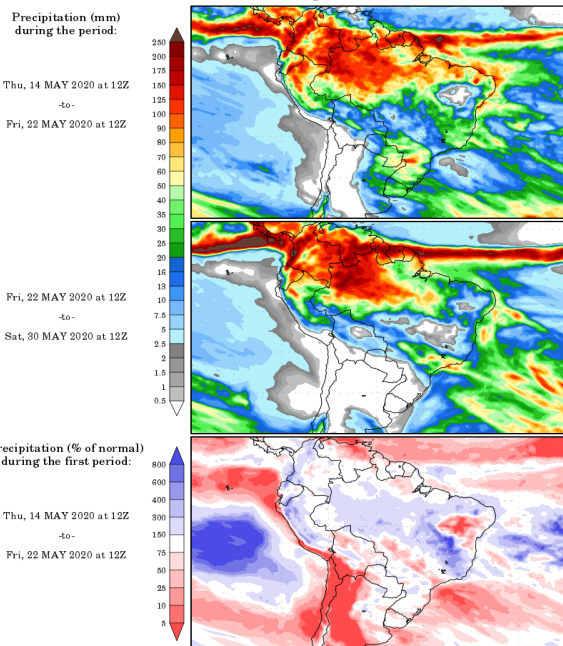 Precipitation (mm)
during the period:
Thu, 14 MAY 2020 at 12Z
-to-
Fri, 22 MAY 2020 at 12Z
250
200
175
150
125
100
90
80
70
60
50
40
35
30
25
20
16
13
10
7.5
5
2.5
2
1.5
1
0.5
Fri, 22 MAY 2020 at 12Z
-to-
Sat, 30 MAY 2020 at 12Z
recipitation (% of normal)
during the first period:
Thu, 14 MAY 2020 at 12Z
-to-
Fri, 22 MAY 2020 at 12Z
800
600
400
300
150
75
50
25
10
5